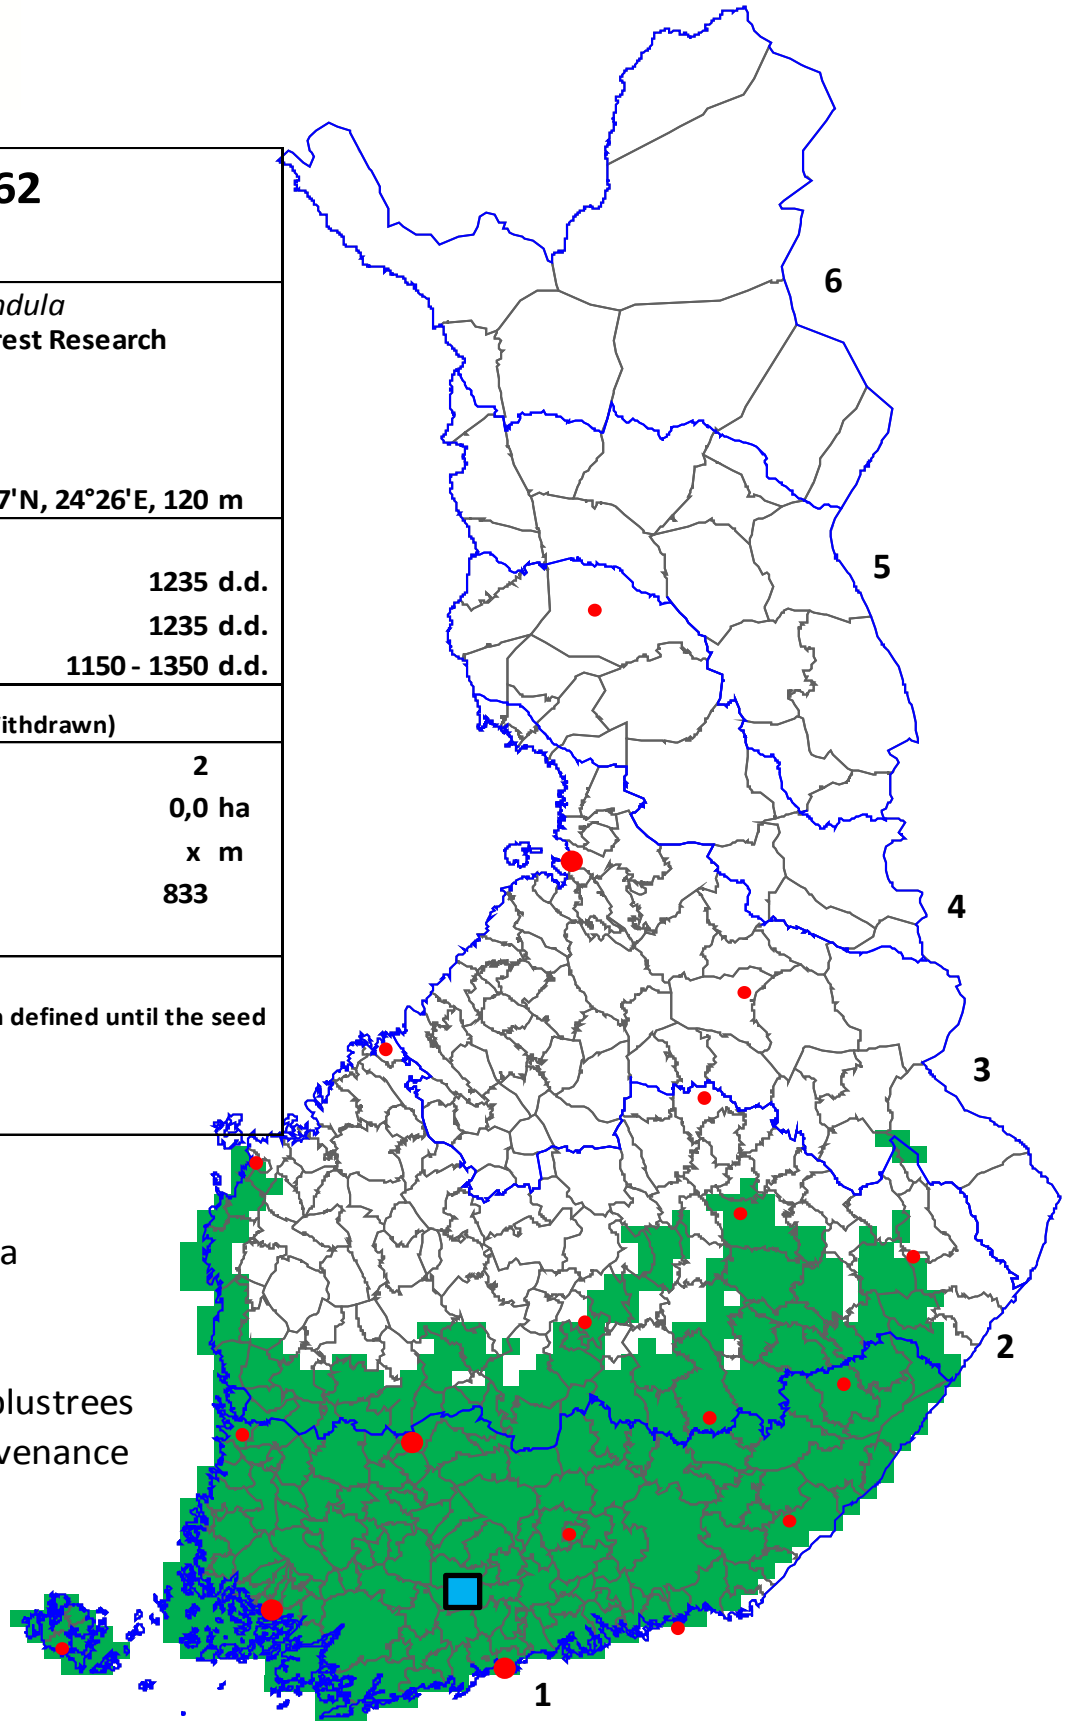 62
ndula
rest Research
7'N, 24°26'E, 120 m
1235 d.d.
1235 d.d.
1150 - 1350 d.d.
ithdrawn)
2
0,0 ha
x m
833
defined until the seed
a
plustrees
venance
6
5
4
3
2
1